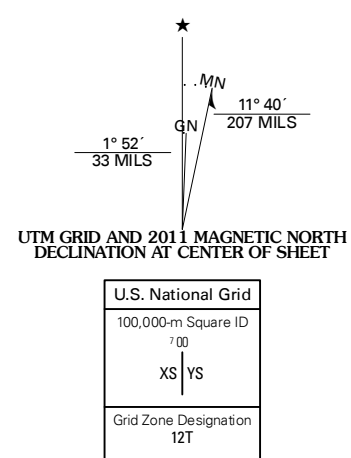 ★
MN
GN
11° 40´
207 MILS
1° 52´
33 MILS
UTM GRID AND 2011 MAGNETIC NORTH
DECLINATION AT CENTER OF SHEET
U.S. National Grid
100,000-m Square ID
⁷00
XS YS
Grid Zone Designation
12T